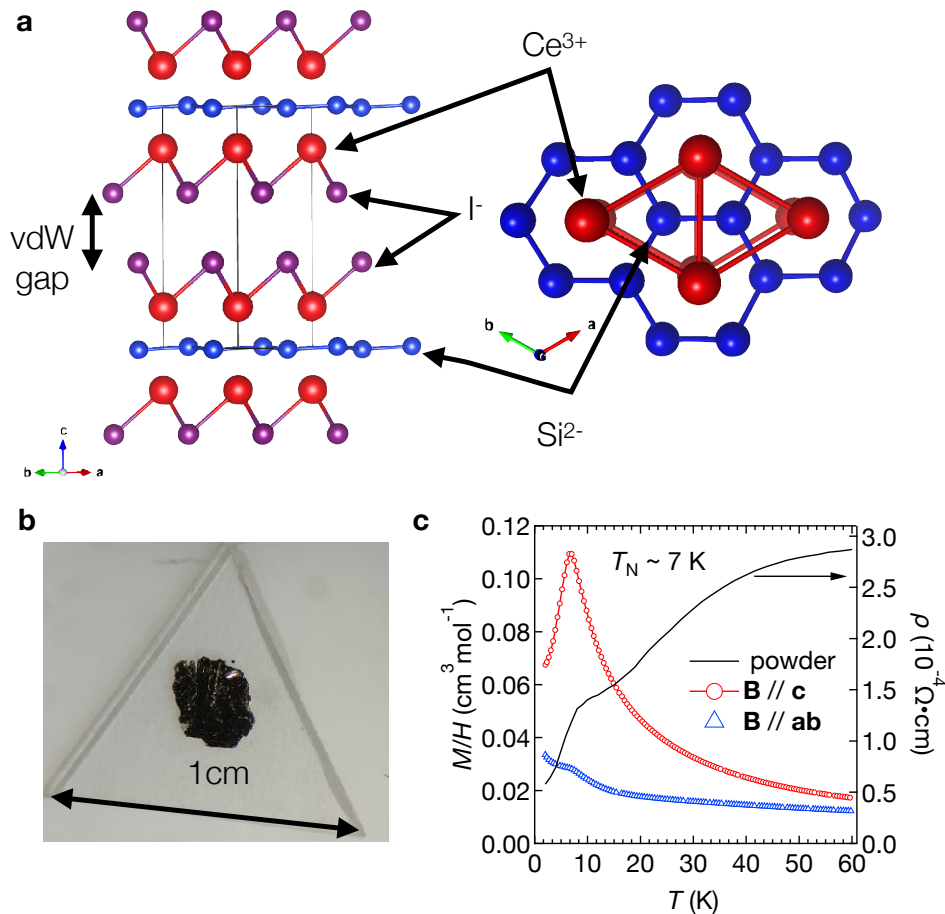 a
Ce³⁺
I⁻
vdW
gap
b
a
c
Si²⁻
c
b
a
b
1cm
c
0.12
0.10
0.08
0.06
0.04
0.02
0.00
M/H (cm³ mol⁻¹)
T_N ~ 7 K
powder
B // c
B // ab
3.0
2.5
2.0
1.5
1.0
0.5
0.0
ρ (10⁻⁴ Ω•cm)
0 10 20 30 40 50 60
T (K)